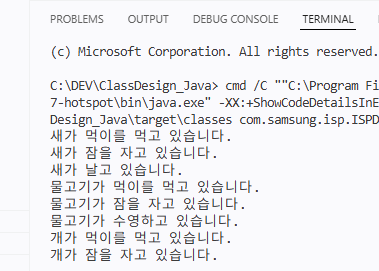 PROBLEMS OUTPUT DEBUG CONSOLE TERMINAL
(c) Microsoft Corporation. All rights reserved.
C:\DEV\ClassDesign_Java> cmd /C ""C:\Program Fi
7-hotspot\bin\java.exe" -XX:+ShowCodeDetailsInE
Design_Java\target\classes com.samsung.isp.ISPD
새가 먹이를 먹고 있습니다.
새가 잠을 자고 있습니다.
새가 날고 있습니다.
물고기가 먹이를 먹고 있습니다.
물고기가 잠을 자고 있습니다.
물고기가 수영하고 있습니다.
개가 먹이를 먹고 있습니다.
개가 잠을 자고 있습니다.